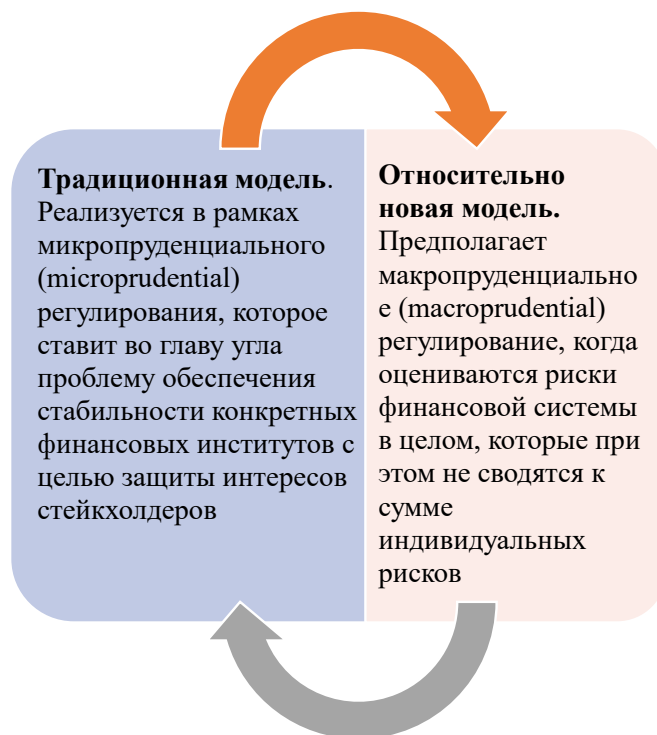 Традиционная модель.
Реализуется в рамках
микропруденциального
(microprudential)
регулирования, которое
ставит во главу угла
проблему обеспечения
стабильности конкретных
финансовых институтов с
целью защиты интересов
стейкхолдеров
Относительно
новая модель.
Предполагает
макропруденциально
е (macroprudential)
регулирование, когда
оцениваются риски
финансовой системы
в целом, которые при
этом не сводятся к
сумме
индивидуальных
рисков